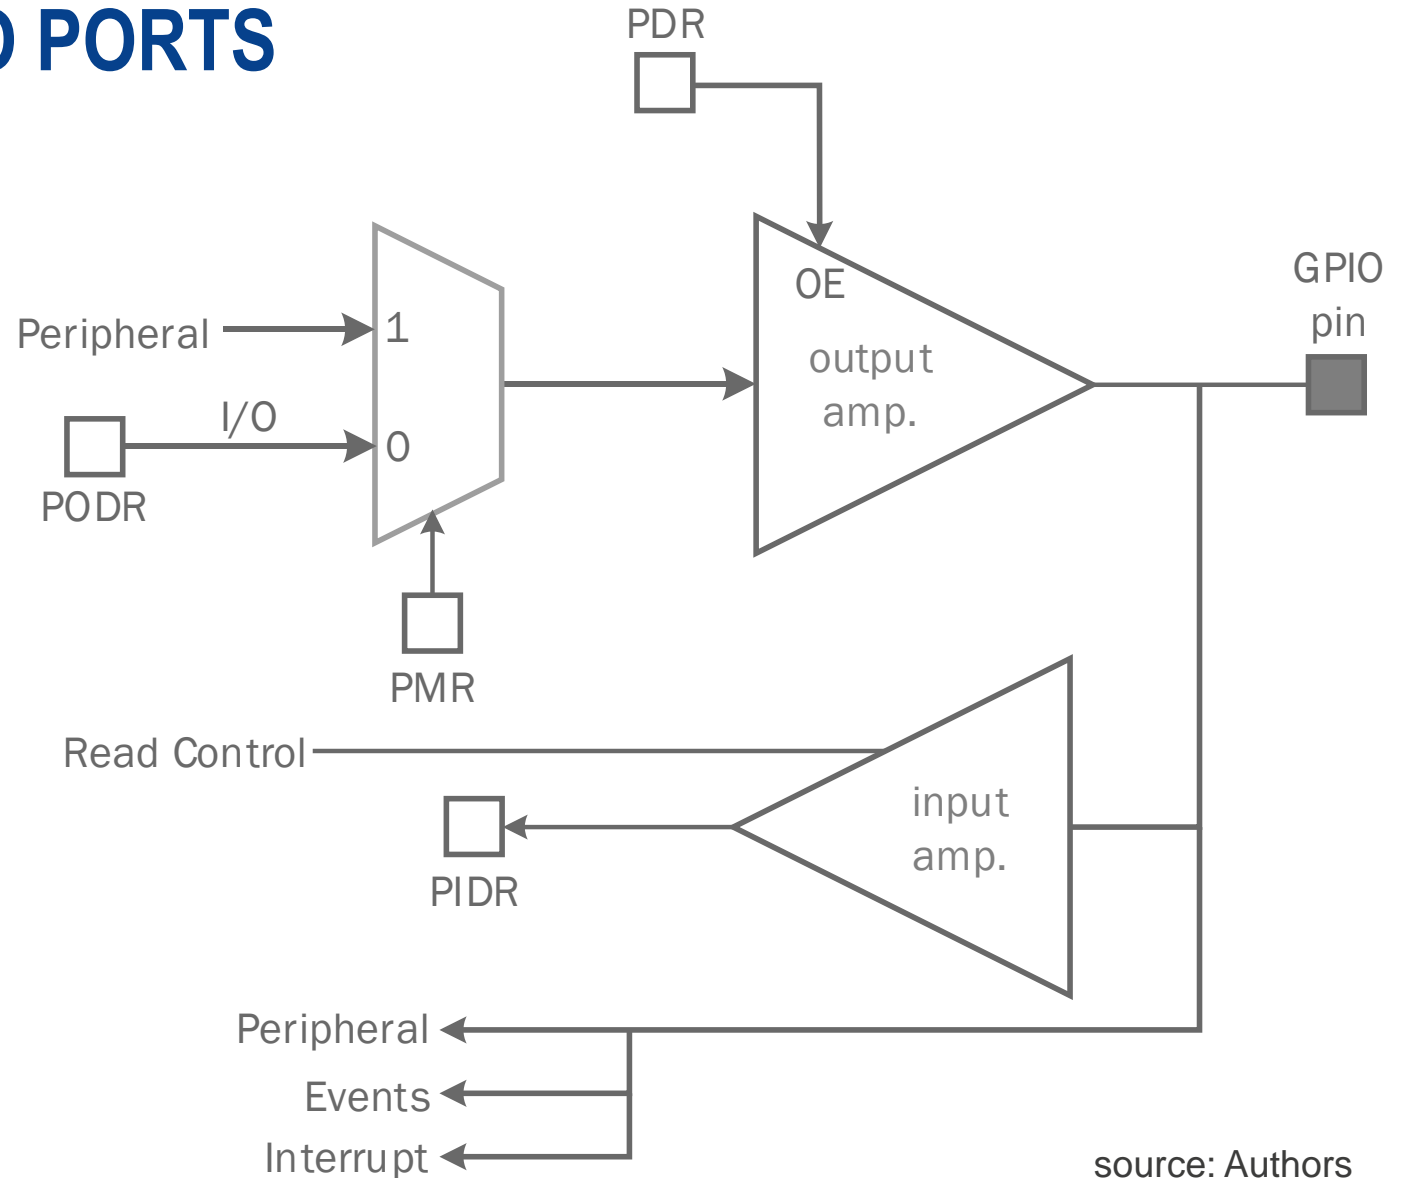 PORTS
PDR
OE
GPIO
pin
Peripheral
1
output
amp.
I/O
0
PODR
PMR
Read Control
input
amp.
PIDR
Peripheral
Events
Interrupt
source: Authors